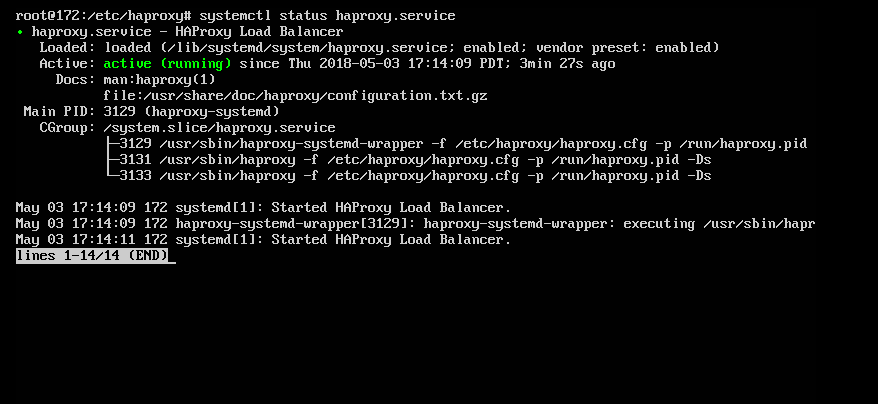 root@172:/etc/haproxy# systemctl status haproxy.service
● haproxy.service - HAProxy Load Balancer
   Loaded: loaded (/lib/systemd/system/haproxy.service; enabled; vendor preset: enabled)
   Active: active (running) since Thu 2018-05-03 17:14:09 PDT; 3min 27s ago
     Docs: man:haproxy(1)
           file:/usr/share/doc/haproxy/configuration.txt.gz
 Main PID: 3129 (haproxy-systemd)
   CGroup: /system.slice/haproxy.service
           ├─3129 /usr/sbin/haproxy-systemd-wrapper -f /etc/haproxy/haproxy.cfg -p /run/haproxy.pid
           ├─3131 /usr/sbin/haproxy -f /etc/haproxy/haproxy.cfg -p /run/haproxy.pid -Ds
           └─3133 /usr/sbin/haproxy -f /etc/haproxy/haproxy.cfg -p /run/haproxy.pid -Ds
May 03 17:14:09 172 systemd[1]: Started HAProxy Load Balancer.
May 03 17:14:09 172 haproxy-systemd-wrapper[3129]: haproxy-systemd-wrapper: executing /usr/sbin/hapr
May 03 17:14:11 172 systemd[1]: Started HAProxy Load Balancer.
lines 1-14/14 (END)